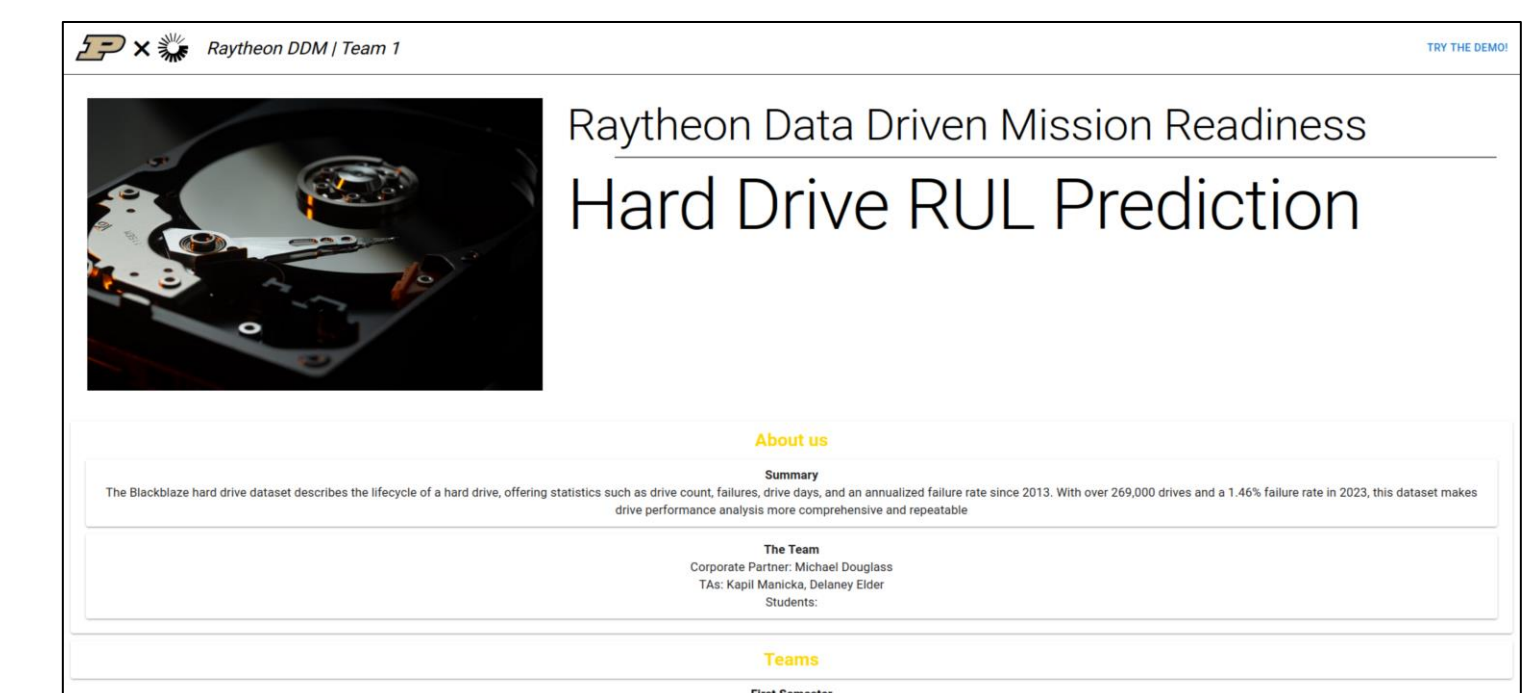 Raytheon DDM | Team 1
TRY THE DEMO!
Raytheon Data Driven Mission Readiness
Hard Drive RUL Prediction
About us
Summary
The Blackblaze hard drive dataset describes the lifecycle of a hard drive, offering statistics such as drive count, failures, drive days, and an annualized failure rate since 2013. With over 269,000 drives and a 1.46% failure rate in 2023, this dataset makes
drive performance analysis more comprehensive and repeatable
The Team
Corporate Partner: Michael Douglass
TAs: Kapil Manicka, Delaney Elder
Students:
Teams
First Semester